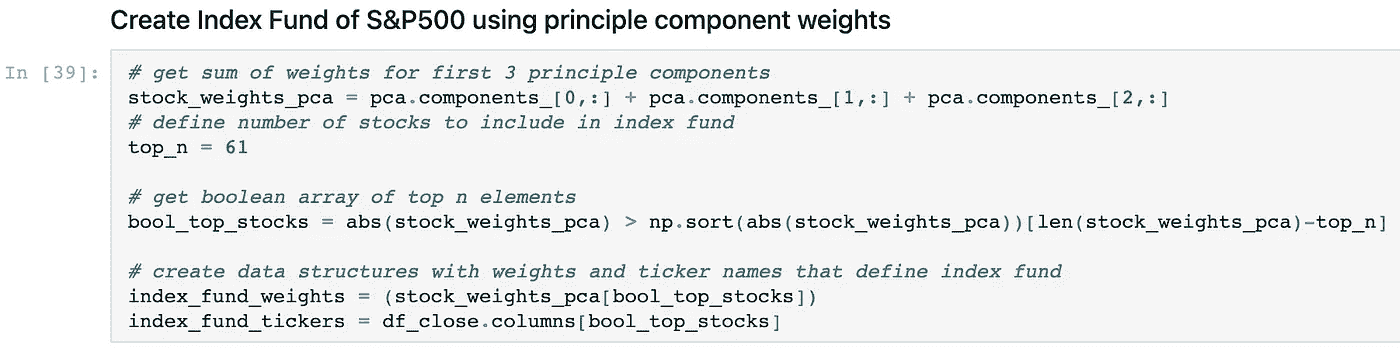 Create Index Fund of S&P500 using principle component weights
In [39]:
# get sum of weights for first 3 principle components
stock_weights_pca = pca.components_[0,:] + pca.components_[1,:] + pca.components_[2,:]
# define number of stocks to include in index fund
top_n = 61
# get boolean array of top n elements
bool_top_stocks = abs(stock_weights_pca) > np.sort(abs(stock_weights_pca))[len(stock_weights_pca)-top_n]
# create data structures with weights and ticker names that define index fund
index_fund_weights = (stock_weights_pca[bool_top_stocks])
index_fund_tickers = df_close.columns[bool_top_stocks]